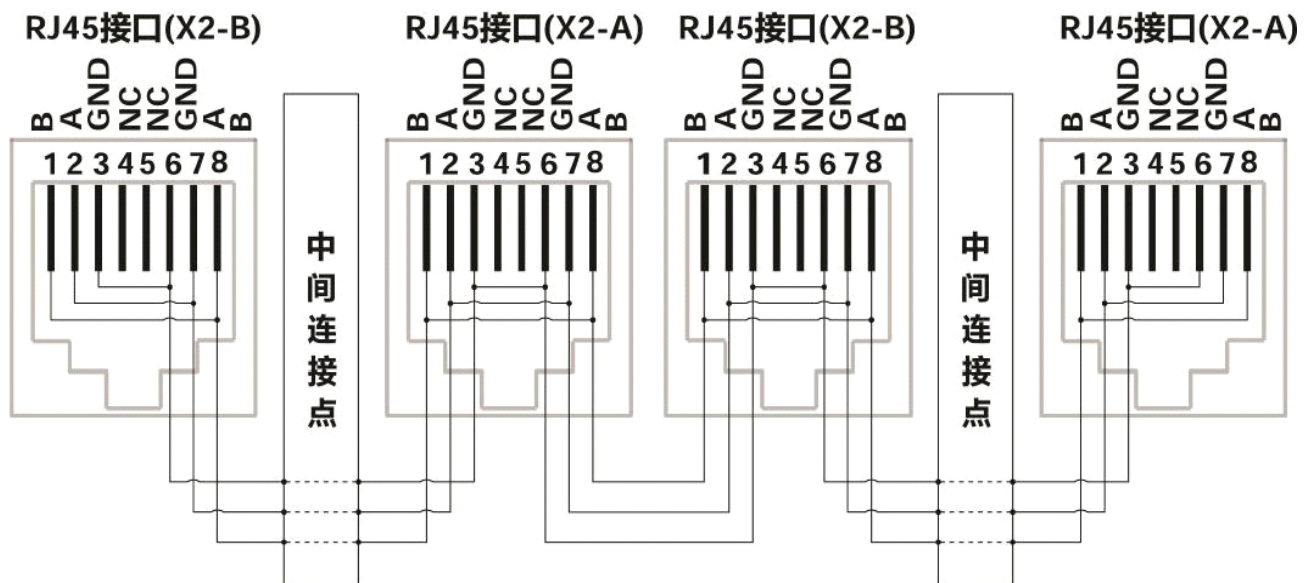 RJ45接口(X2-B) RJ45接口(X2-A) RJ45接口(X2-B) RJ45接口(X2-A)
B A GND NC NC GND A B B A GND NC NC GND A B B A GND NC NC GND A B B A GND NC NC GND A B
1 2 3 4 5 6 7 8 1 2 3 4 5 6 7 8 1 2 3 4 5 6 7 8 1 2 3 4 5 6 7 8
中间连接点
中间连接点